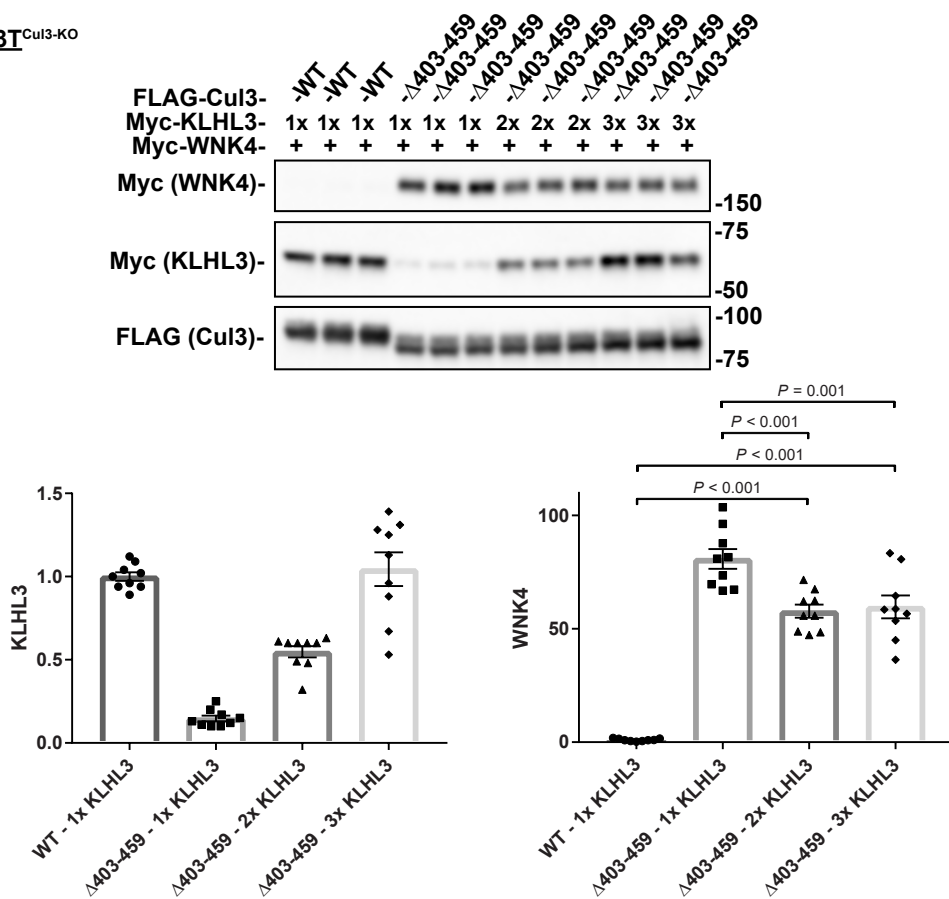 3T Cul3-KO
FLAG-Cul3- -WT -WT -WT -Δ403-459 -Δ403-459 -Δ403-459 -Δ403-459 -Δ403-459 -Δ403-459 -Δ403-459 -Δ403-459 -Δ403-459
Myc-KLHL3- 1x 1x 1x 1x 1x 1x 2x 2x 2x 3x 3x 3x
Myc-WNK4- + + + + + + + + + + + +
Myc (WNK4)-
-150
-75
Myc (KLHL3)-
-50
-100
FLAG (Cul3)-
-75
P = 0.001
P < 0.001
P < 0.001
P < 0.001
KLHL3
1.5
1.0
0.5
0.0
WT - 1x KLHL3
Δ403-459 - 1x KLHL3
Δ403-459 - 2x KLHL3
Δ403-459 - 3x KLHL3
WNK4
100
50
0
WT - 1x KLHL3
Δ403-459 - 1x KLHL3
Δ403-459 - 2x KLHL3
Δ403-459 - 3x KLHL3